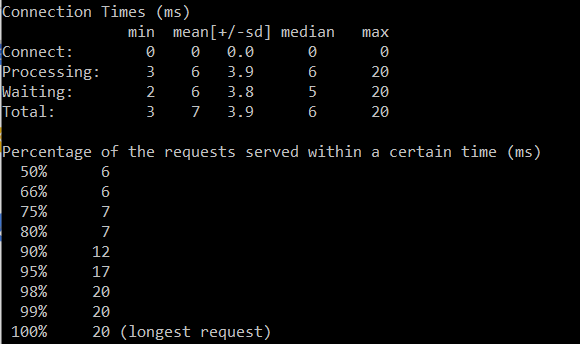 Connection Times (ms)
              min  mean[+/-sd] median   max
Connect:        0    0   0.0      0       0
Processing:     3    6   3.9      6      20
Waiting:        2    6   3.8      5      20
Total:          3    7   3.9      6      20

Percentage of the requests served within a certain time (ms)
  50%      6
  66%      6
  75%      7
  80%      7
  90%     12
  95%     17
  98%     20
  99%     20
 100%     20 (longest request)